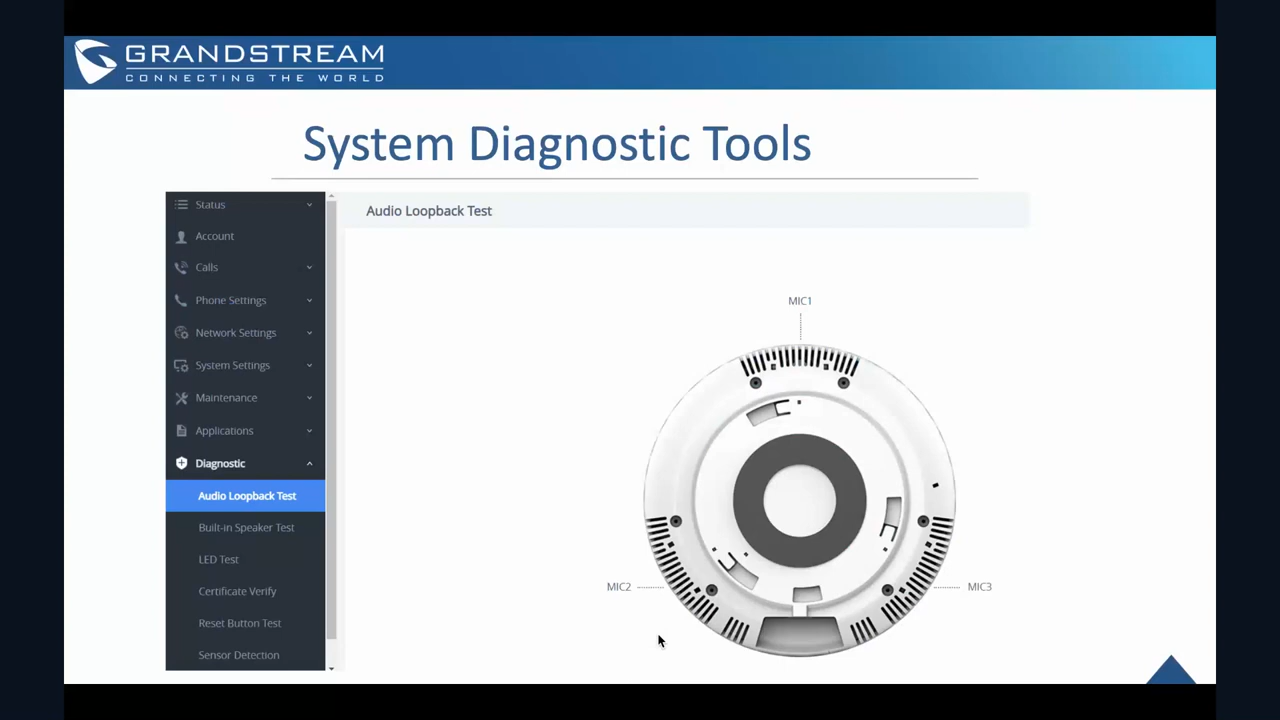 GRANDSTREAM
CONNECTING THE WORLD
System Diagnostic Tools
Status
Account
Calls
Phone Settings
Network Settings
System Settings
Maintenance
Applications
Diagnostic
Audio Loopback Test
Built-in Speaker Test
LED Test
Certificate Verify
Reset Button Test
Sensor Detection
Audio Loopback Test
MIC1
MIC2
MIC3